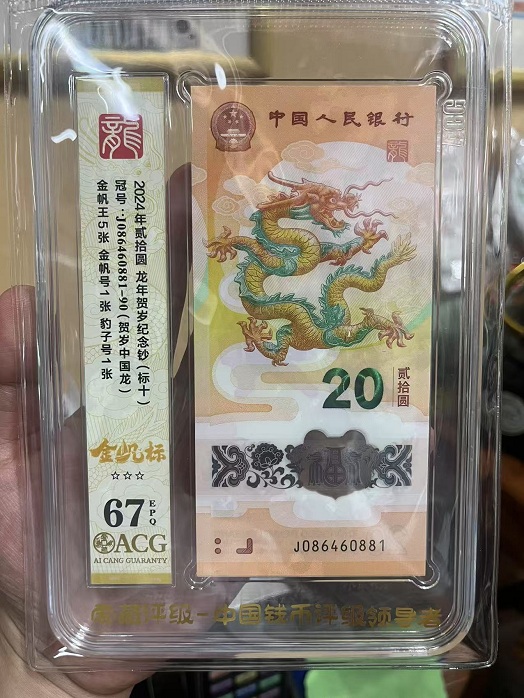 龍
2024年贰拾圆 龙年贺岁纪念钞(标十)
冠号:J086460881-90(贺岁中国龙)
金帆王5张 金帆号1张 豹子号1张
金帆标
67 EPQ
ACG
AI CANG GUARANTY
中国人民银行
龍
20 贰拾圆
福
J086460881
评级-中国钱币评级领导者